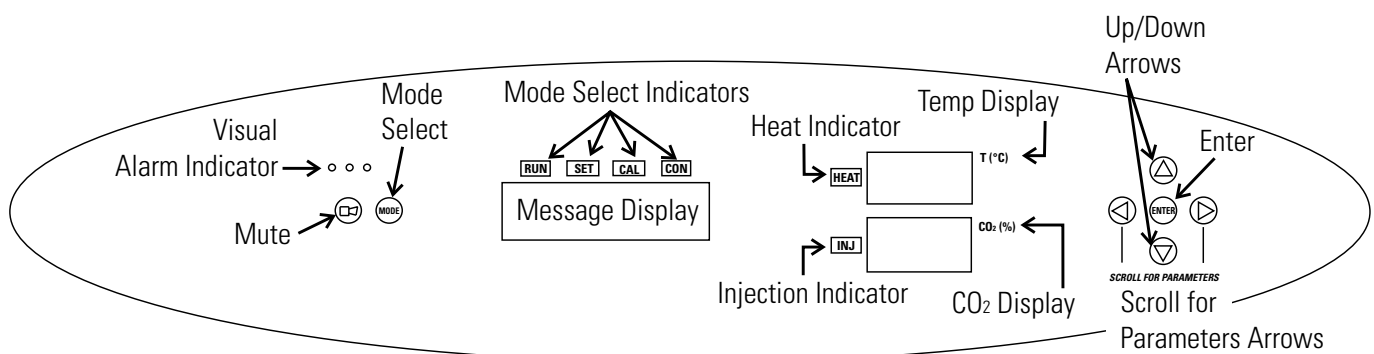 Up/Down
Arrows
Mode
Select
Mode Select Indicators
Temp Display
Visual
Alarm Indicator
Heat Indicator
Enter
T (°C)
RUN SET CAL CON
HEAT
MODE
Message Display
ENTER
Mute
CO₂ (%)
INJ
SCROLL FOR PARAMETERS
Injection Indicator
CO₂ Display
Scroll for
Parameters Arrows